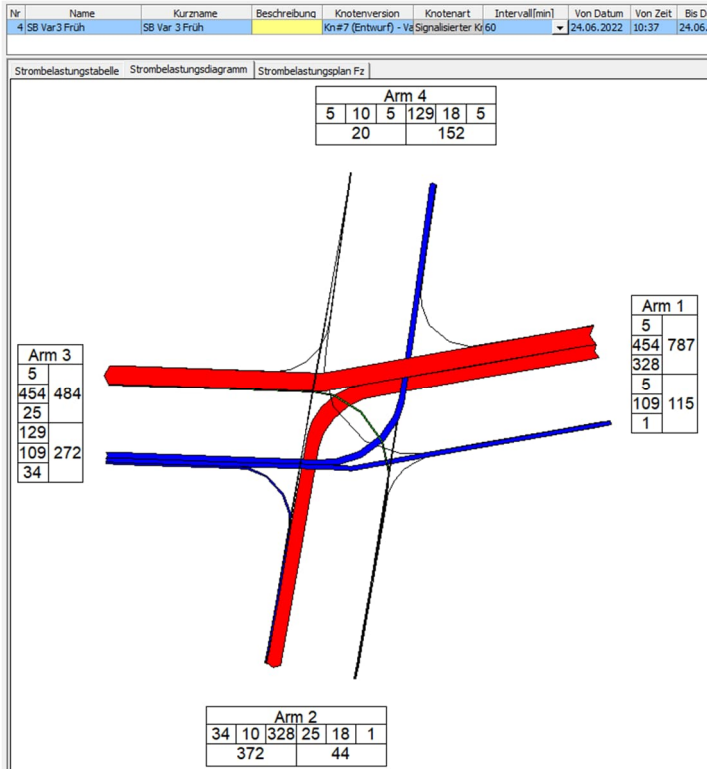 Nr Name Kurzname Beschreibung Knotenversion Knotenart Intervall[min] Von Datum Von Zeit Bis D
4 SB Var3 Früh SB Var 3 Früh Kn#7 (Entwurf) - Va Signalisierter Kr 60 24.06.2022 10:37 24.06.
Strombelastungstabelle Strombelastungsdiagramm Strombelastungsplan Fz
Arm 4
5 10 5 129 18 5
20 152
Arm 1
5
454 787
328
5
109 115
1
Arm 3
5
454 484
25
129
109 272
34
Arm 2
34 10 328 25 18 1
372 44